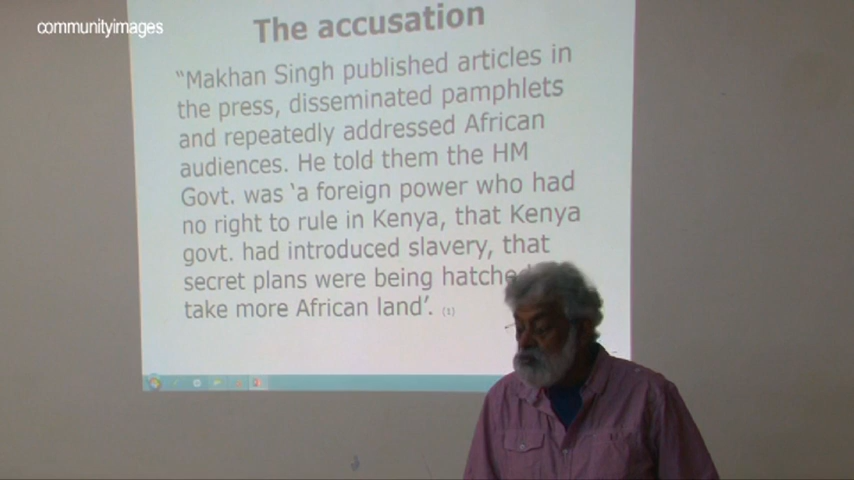 communityimages
The accusation
“Makhan Singh published articles in
the press, disseminated pamphlets
and repeatedly addressed African
audiences. He told them the HM
Govt. was ‘a foreign power who had
no right to rule in Kenya, that Kenya
govt. had introduced slavery, that
secret plans were being hatched
take more African land’. (1)